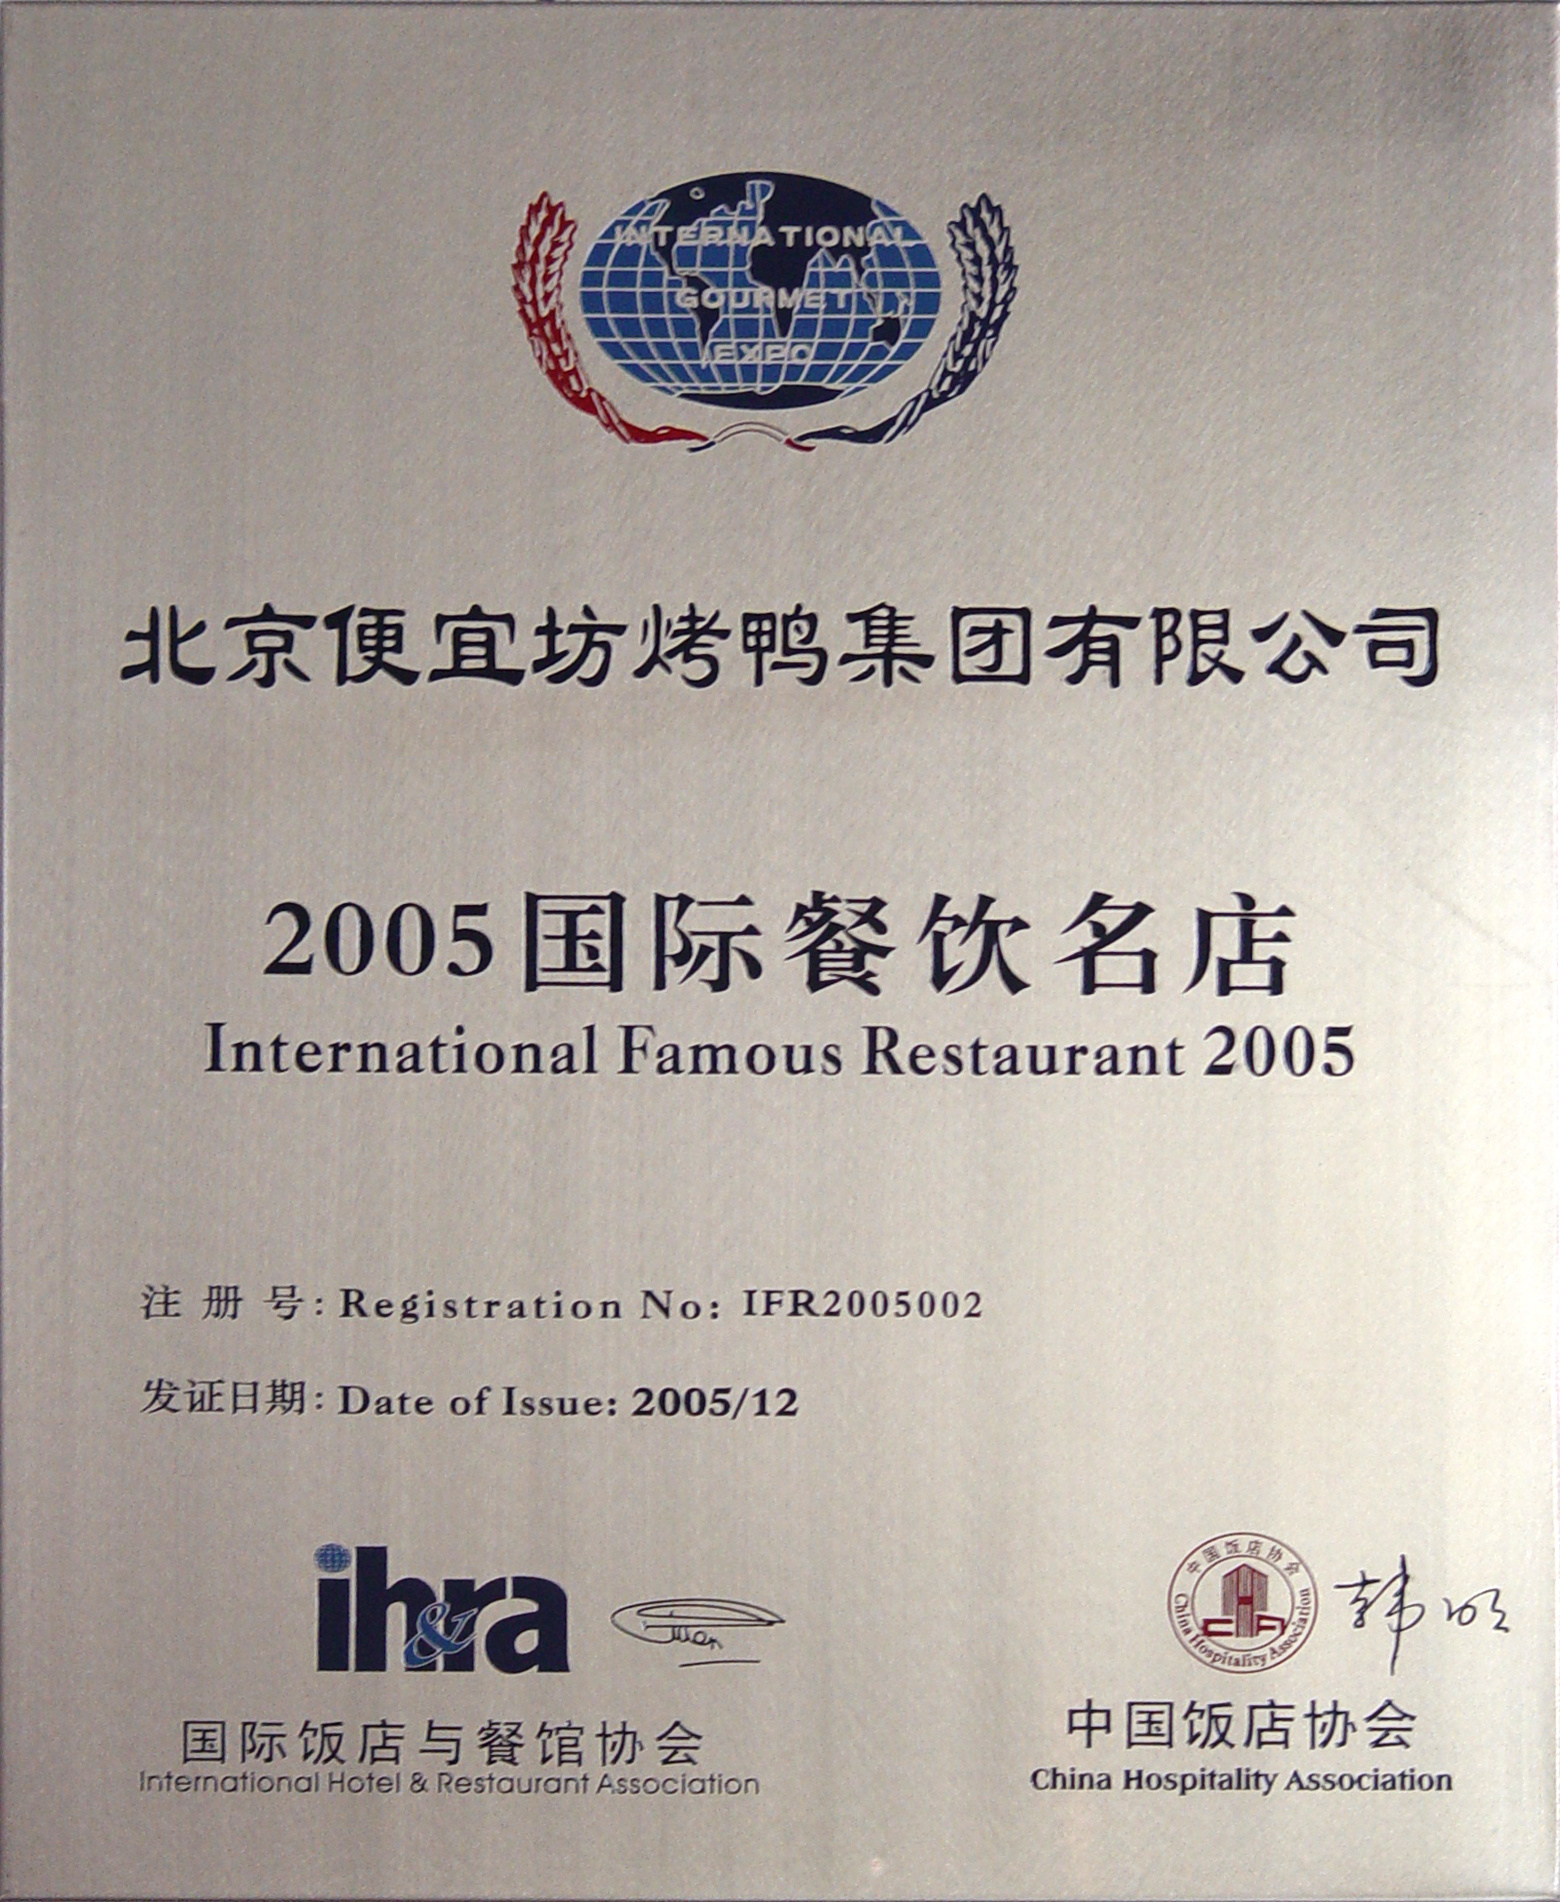 INTERNATIONAL
GOURMET
EXPO
北京便宜坊烤鸭集团有限公司
2005国际餐饮名店
International Famous Restaurant 2005
注 册 号: Registration No: IFR2005002
发证日期: Date of Issue: 2005/12
ih&ra
国际饭店与餐馆协会
International Hotel & Restaurant Association
中国饭店协会
CHA
China Hospitality Association
韩明
中国饭店协会
China Hospitality Association